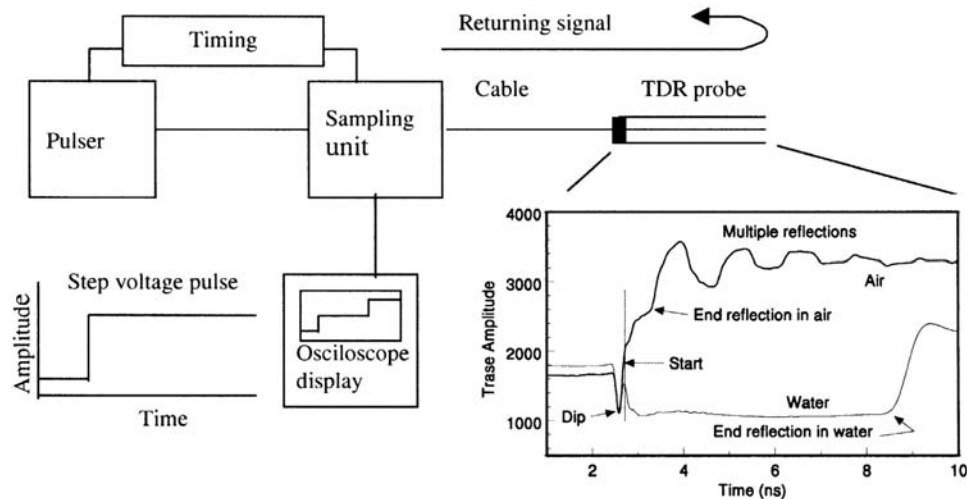 Timing
Returning signal
Cable
TDR probe
Pulser
Sampling
unit
Step voltage pulse
Amplitude
Time
Osciloscope
display
4000
3000
2000
1000
Trase Amplitude
Multiple reflections
Air
End reflection in air
Start
Dip
Water
End reflection in water
2 4 6 8 10
Time (ns)